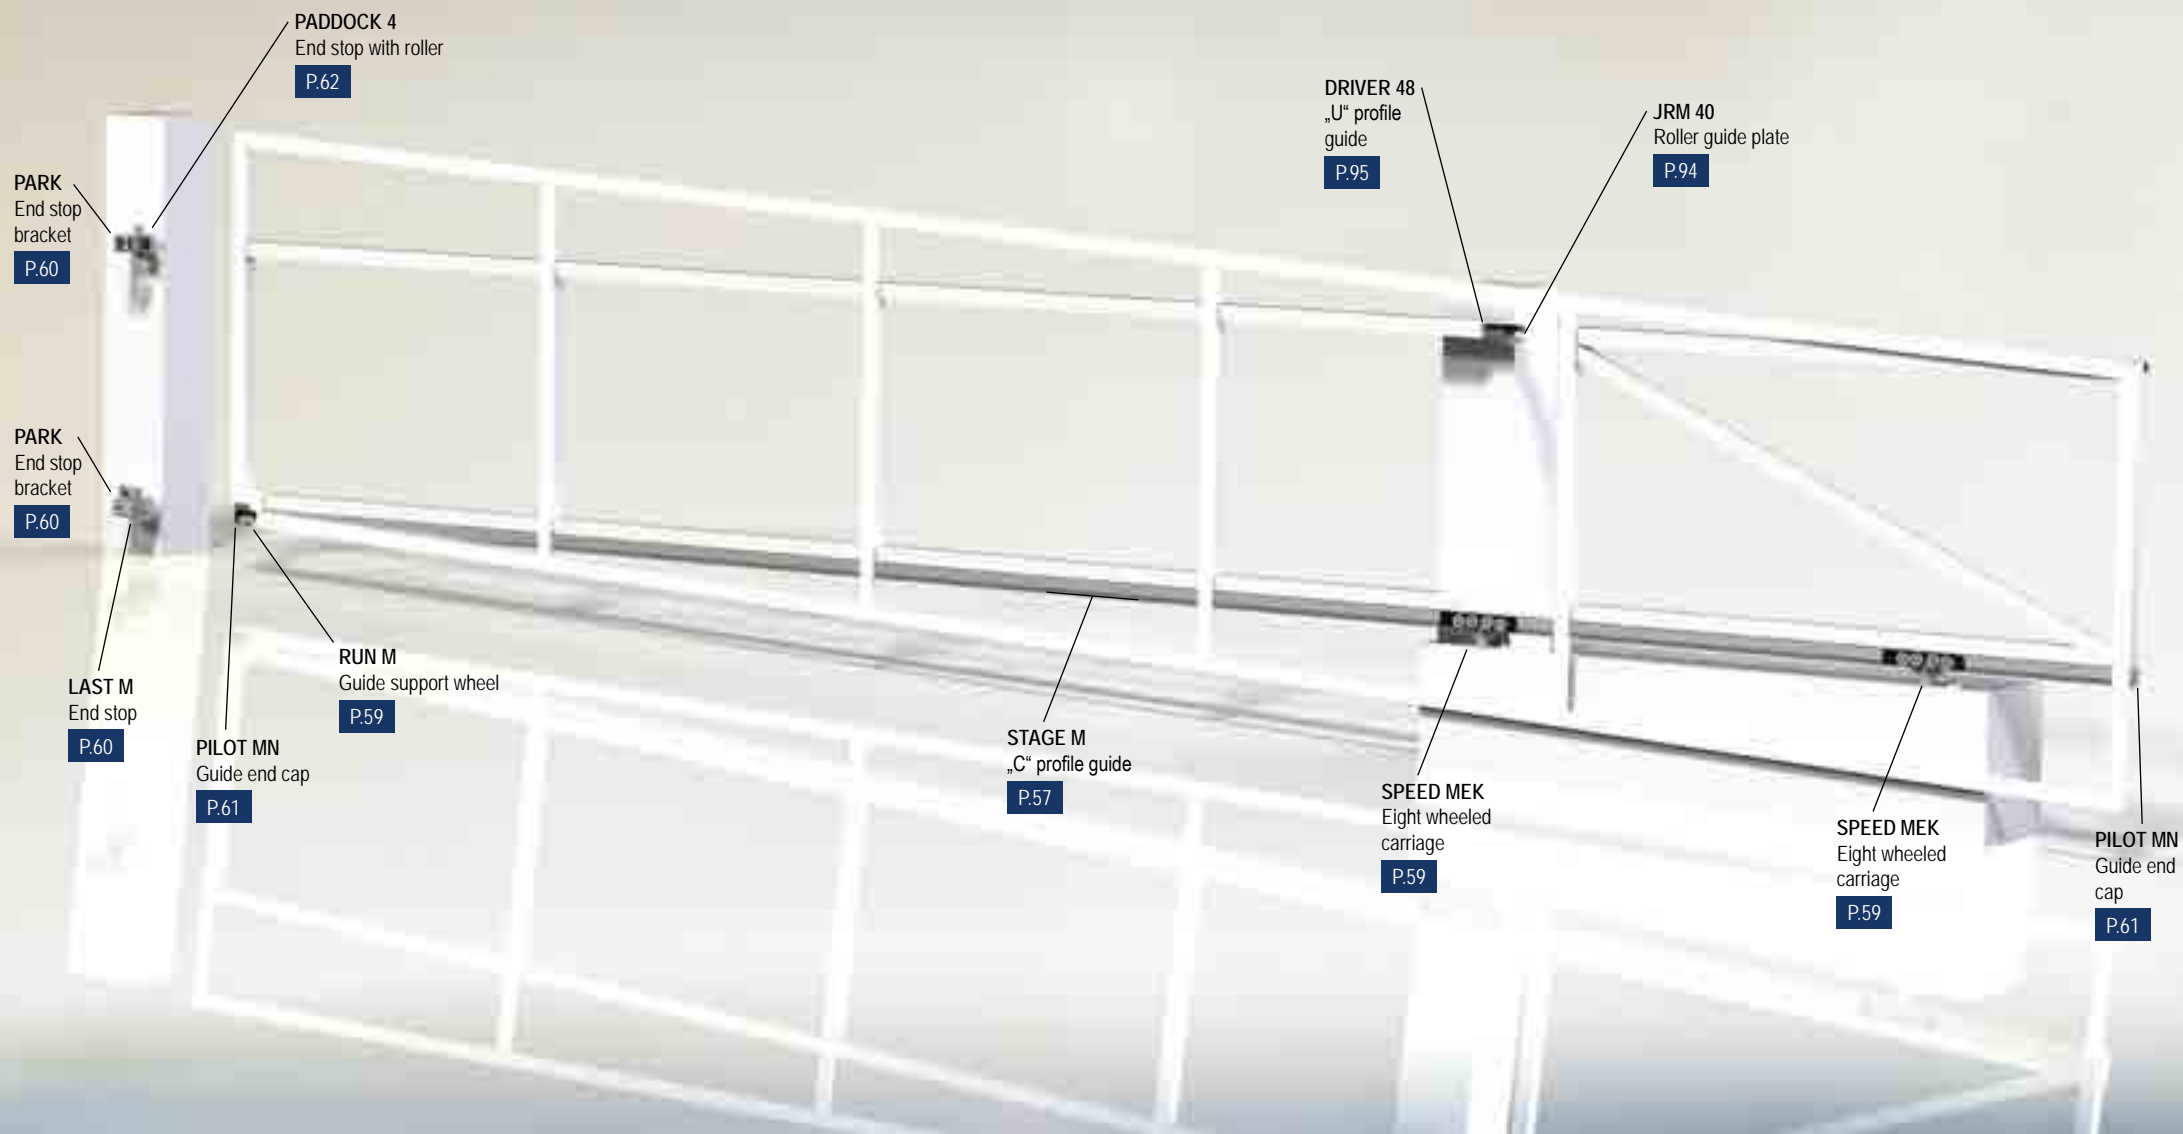 PADDOCK 4
End stop with roller
P.62
PARK
End stop
bracket
P.60
DRIVER 48
„U“ profile
guide
P.95
JRM 40
Roller guide plate
P.94
PARK
End stop
bracket
P.60
LAST M
End stop
P.60
PILOT MN
Guide end cap
P.61
RUN M
Guide support wheel
P.59
STAGE M
„C“ profile guide
P.57
SPEED MEK
Eight wheeled
carriage
P.59
SPEED MEK
Eight wheeled
carriage
P.59
PILOT MN
Guide end
cap
P.61